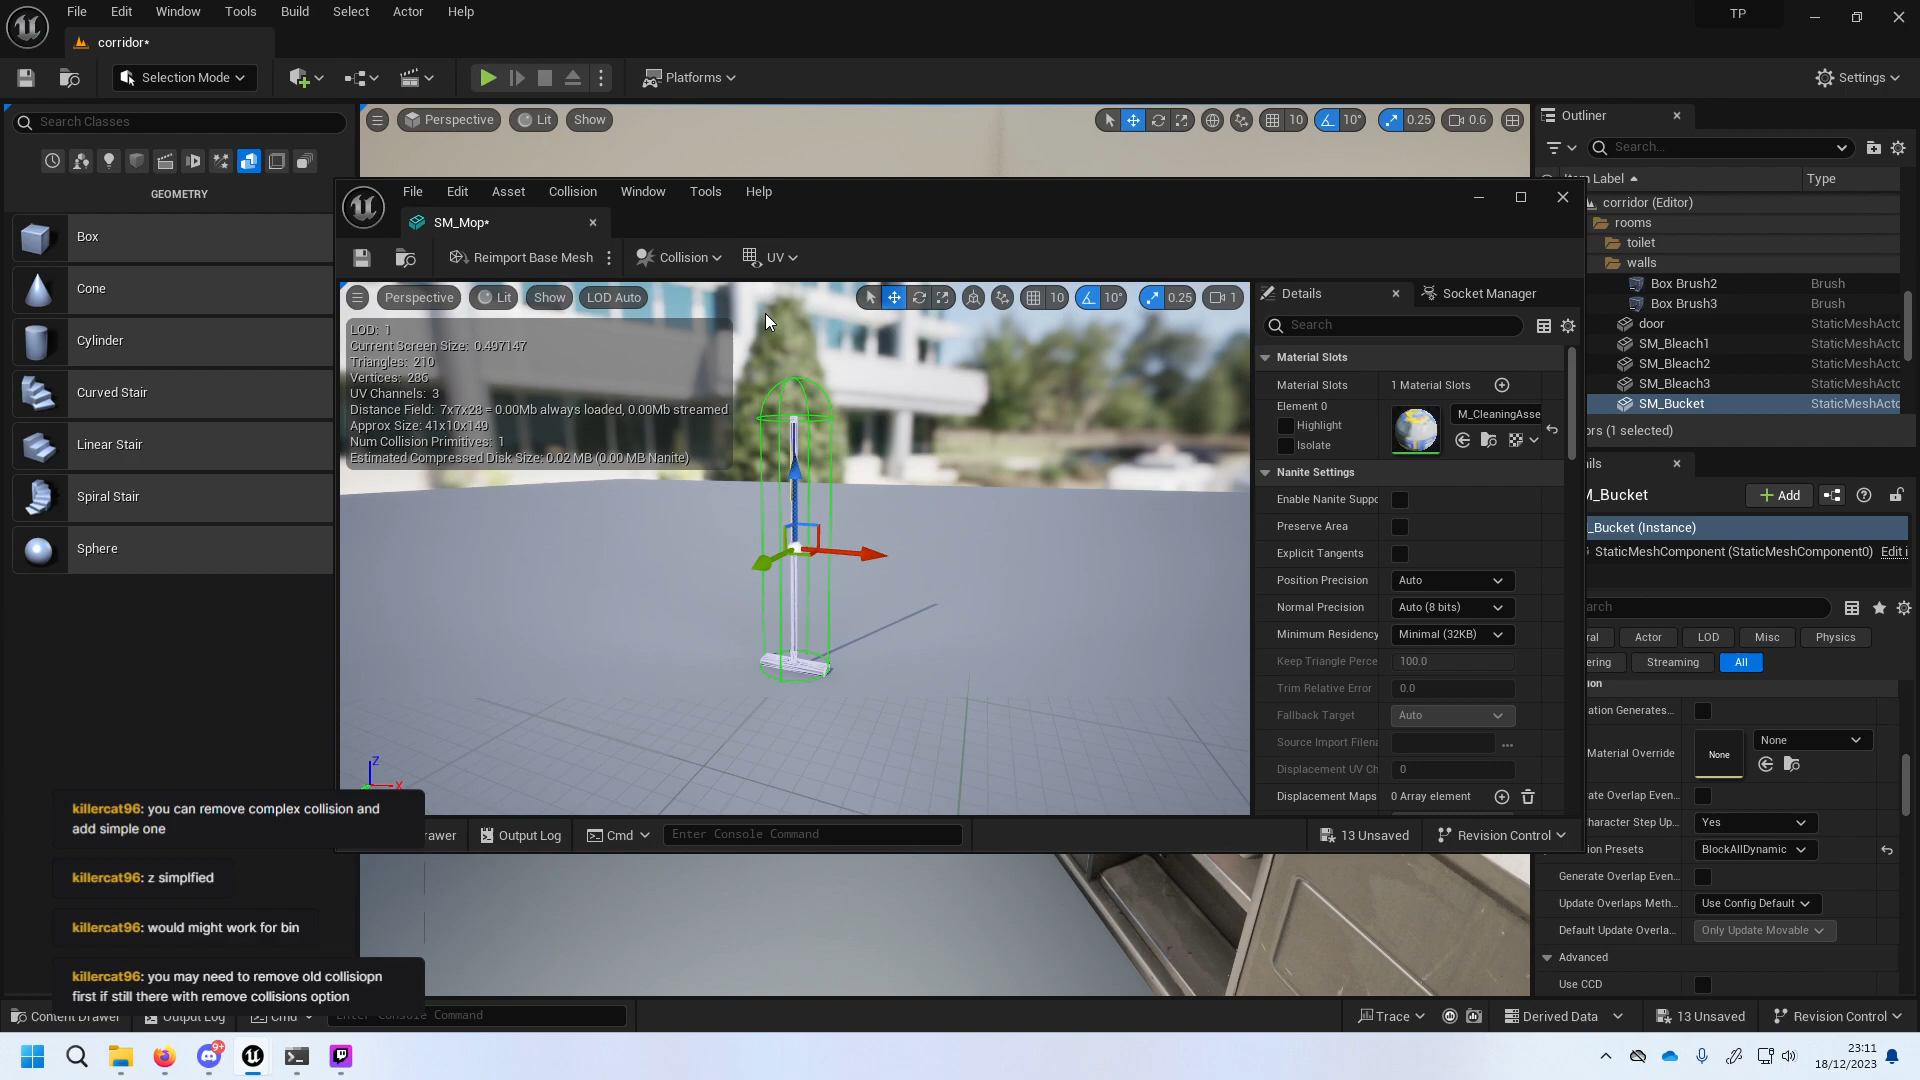 File Edit Window Tools Build Select Actor Help
TP
corridor*
Selection Mode
Platforms
Settings
Search Classes
GEOMETRY
Box
Cone
Cylinder
Curved Stair
Linear Stair
Spiral Stair
Sphere
Perspective Lit Show
10 10° 0.25 0.6
Outliner
Search...
Item Label Type
corridor (Editor)
rooms
toilet
walls
Box Brush2 Brush
Box Brush3 Brush
door StaticMeshActo
SM_Bleach1 StaticMeshActo
SM_Bleach2 StaticMeshActo
SM_Bleach3 StaticMeshActo
SM_Bucket StaticMeshActo
ors (1 selected)
File Edit Asset Collision Window Tools Help
SM_Mop*
Reimport Base Mesh Collision UV
Perspective Lit Show LOD Auto
10 10° 0.25 1
LOD: 1
Current Screen Size: 0.497147
Triangles: 210
Vertices: 286
UV Channels: 3
Distance Field: 7x7x28 = 0.00Mb always loaded, 0.00Mb streamed
Approx Size: 41x10x149
Num Collision Primitives: 1
Estimated Compressed Disk Size: 0.02 MB (0.00 MB Nanite)
Z
X
Details Socket Manager
Search
Material Slots
Material Slots 1 Material Slots
Element 0
Highlight
Isolate
M_CleaningAsse
Nanite Settings
Enable Nanite Suppo
Preserve Area
Explicit Tangents
Position Precision Auto
Normal Precision Auto (8 bits)
Minimum Residency Minimal (32KB)
Keep Triangle Perce 100.0
Trim Relative Error 0.0
Fallback Target Auto
Source Import Filena
Displacement UV Ch 0
Displacement Maps 0 Array element
rawer Output Log Cmd Enter Console Command
13 Unsaved Revision Control
ils
M_Bucket Add
_Bucket (Instance)
StaticMeshComponent (StaticMeshComponent0) Edit i
arch
ral Actor LOD Misc Physics
ering Streaming All
ion
ation Generates...
Material Override None None
rate Overlap Even...
haracter Step Up... Yes
ion Presets BlockAllDynamic
Generate Overlap Even...
Update Overlaps Meth... Use Config Default
Default Update Overla... Only Update Movable
Advanced
Use CCD
killercat96: you can remove complex collision and
add simple one
killercat96: z simplfied
killercat96: would might work for bin
killercat96: you may need to remove old collisiopn
first if still there with remove collisions option
Content Drawer Output Log Cmd Enter Console Command
Trace Derived Data 13 Unsaved Revision Control
9+
23:11
18/12/2023